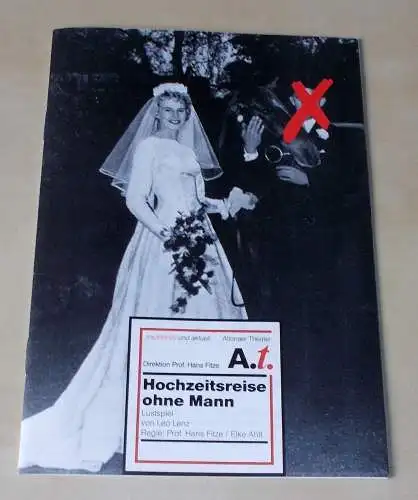 und aktuell Altonaer Theater
Direktion Prof. Hans Fitze A.t.
Hochzeitsreise
ohne Mann
Lustspiel
von Leo Lenz
Regie: Prof. Hans Fitze / Elke Ahlf